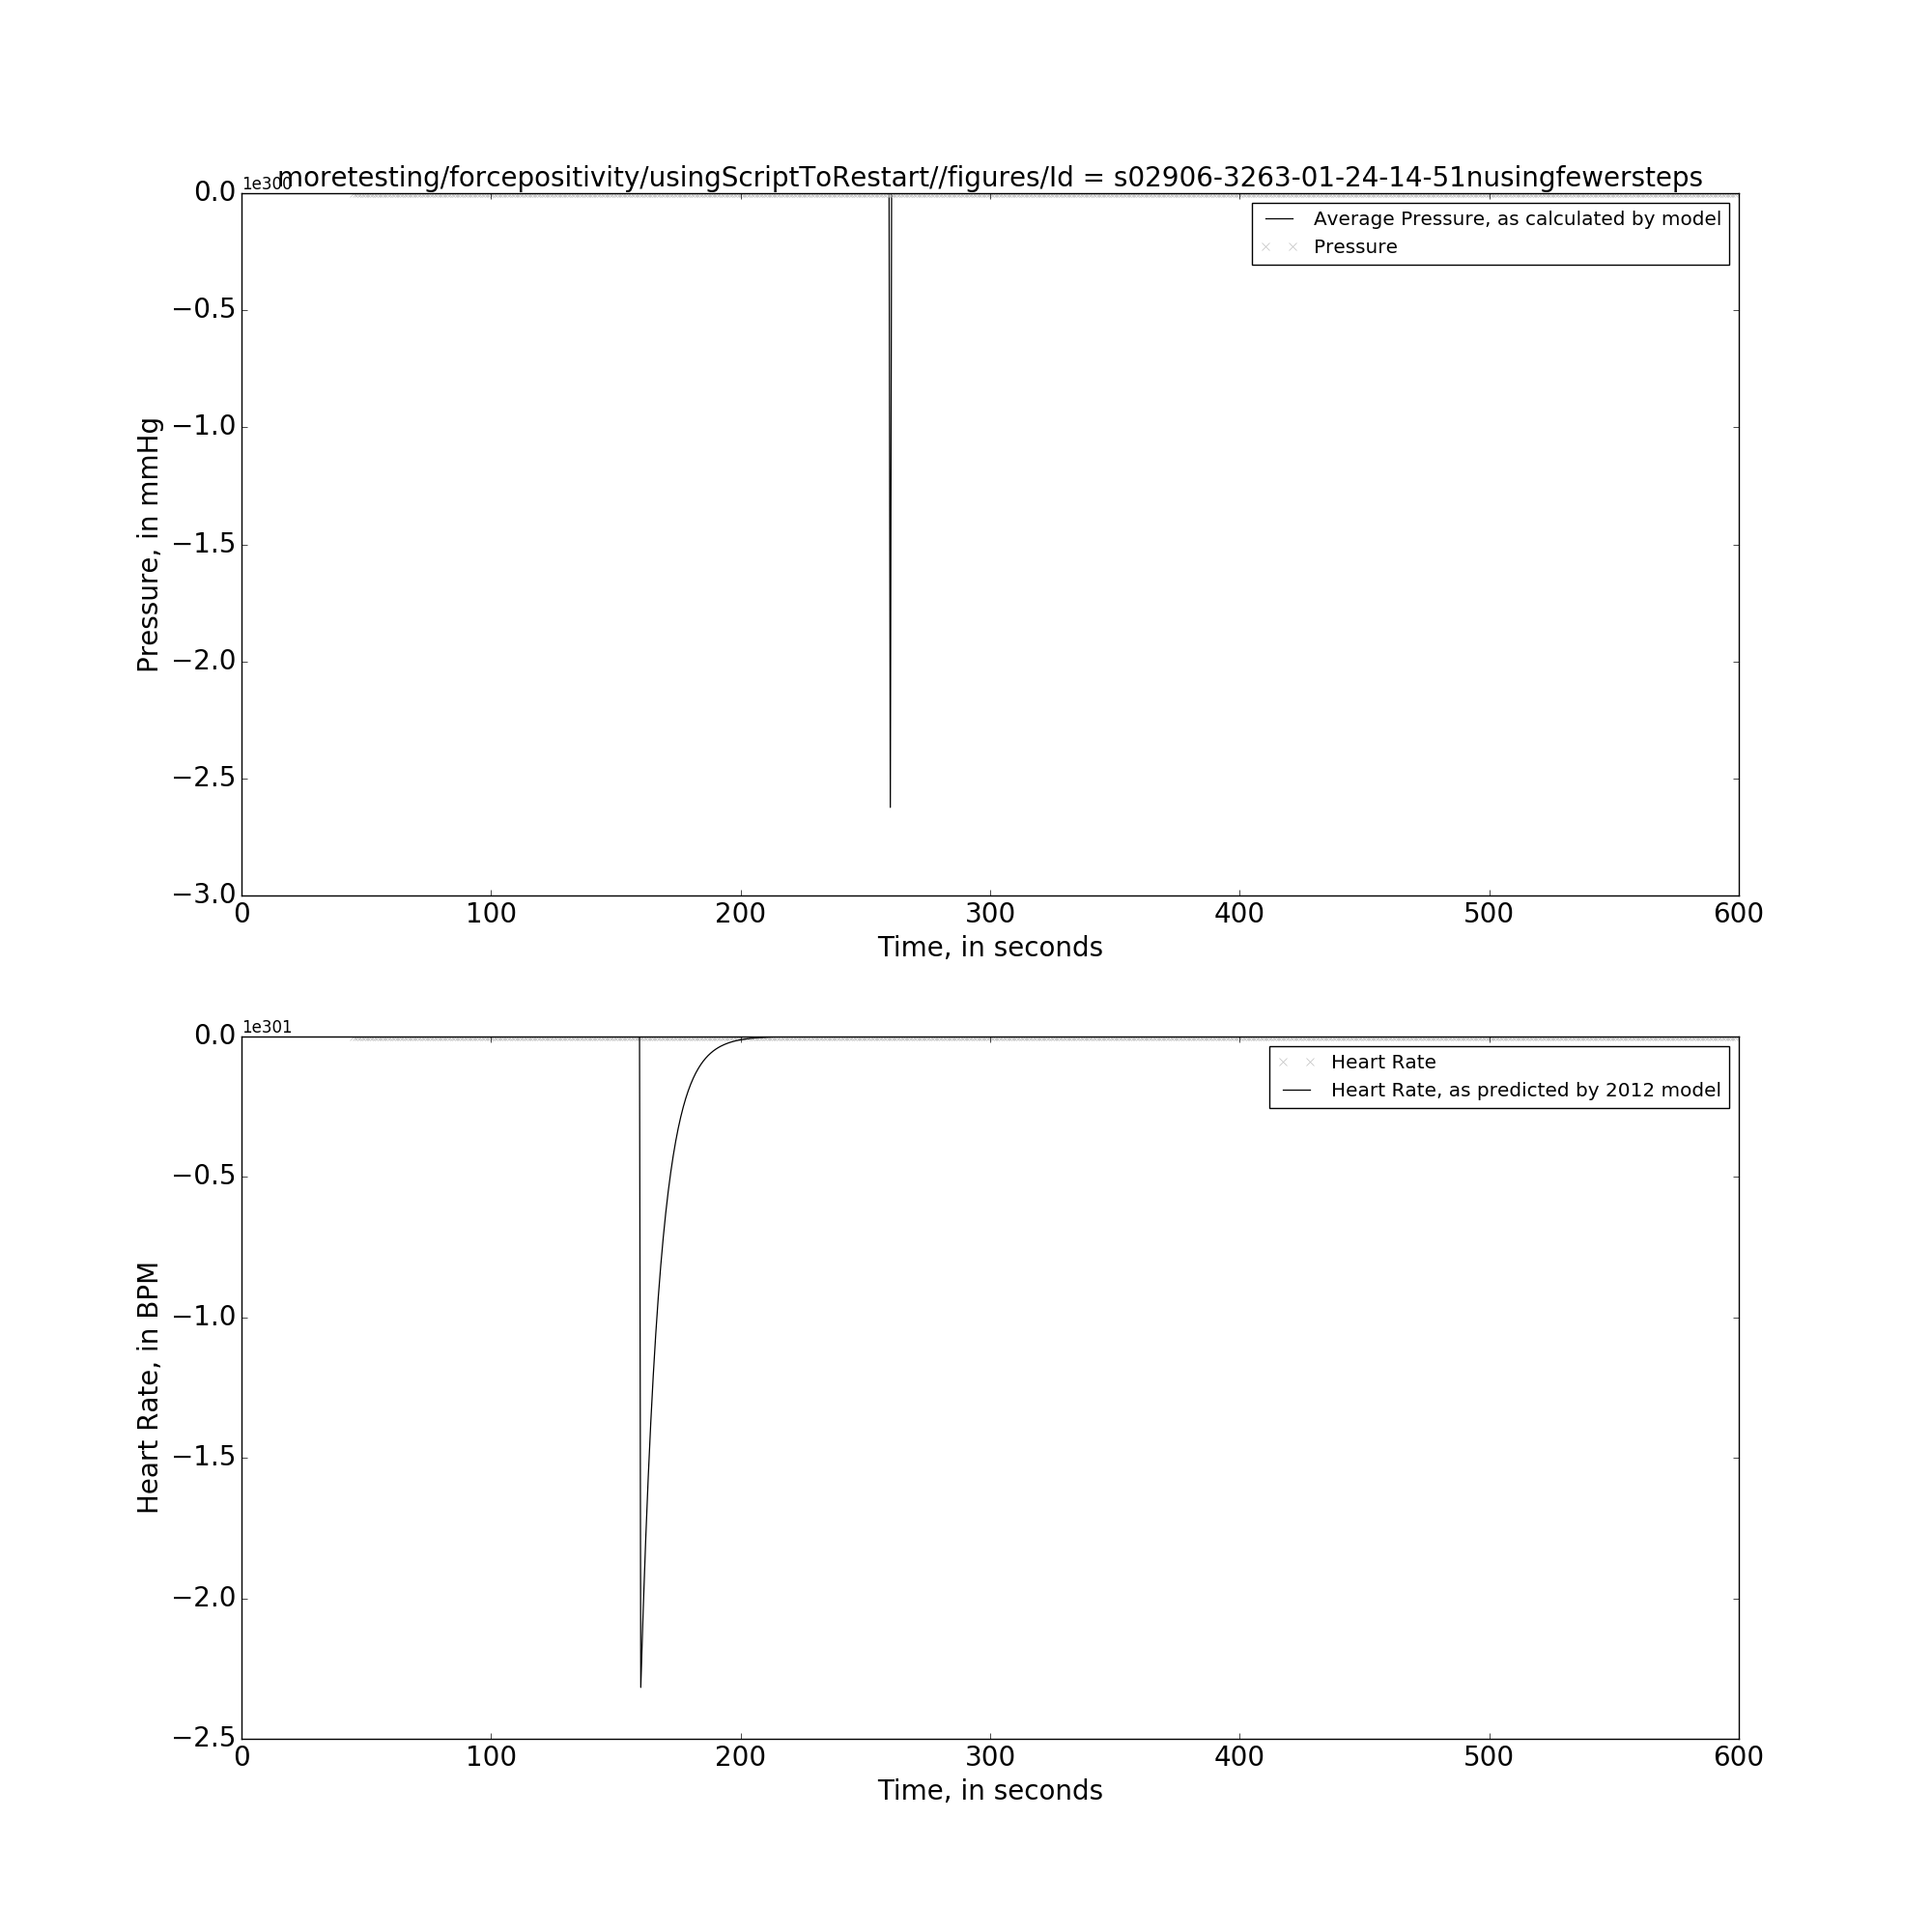 moretesting/forcepositivity/usingScriptToRestart//figures/Id = s02906-3263-01-24-14-51nusingfewersteps
1e300
0.0
−0.5
−1.0
−1.5
−2.0
−2.5
−3.0
Pressure, in mmHg
Average Pressure, as calculated by model
Pressure
0 100 200 300 400 500 600
Time, in seconds
1e301
0.0
−0.5
−1.0
−1.5
−2.0
−2.5
Heart Rate, in BPM
Heart Rate
Heart Rate, as predicted by 2012 model
0 100 200 300 400 500 600
Time, in seconds